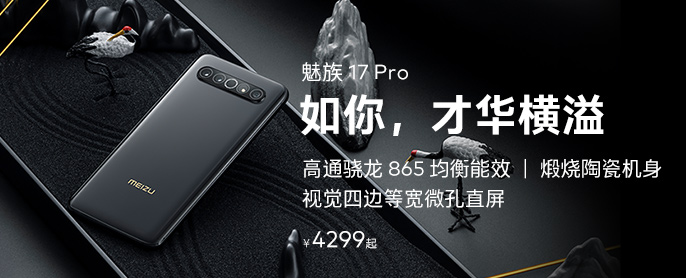 魅族 17 Pro
如你，才华横溢
高通骁龙 865 均衡能效 ｜ 煅烧陶瓷机身
视觉四边等宽微孔直屏
¥4299起
MEIZU